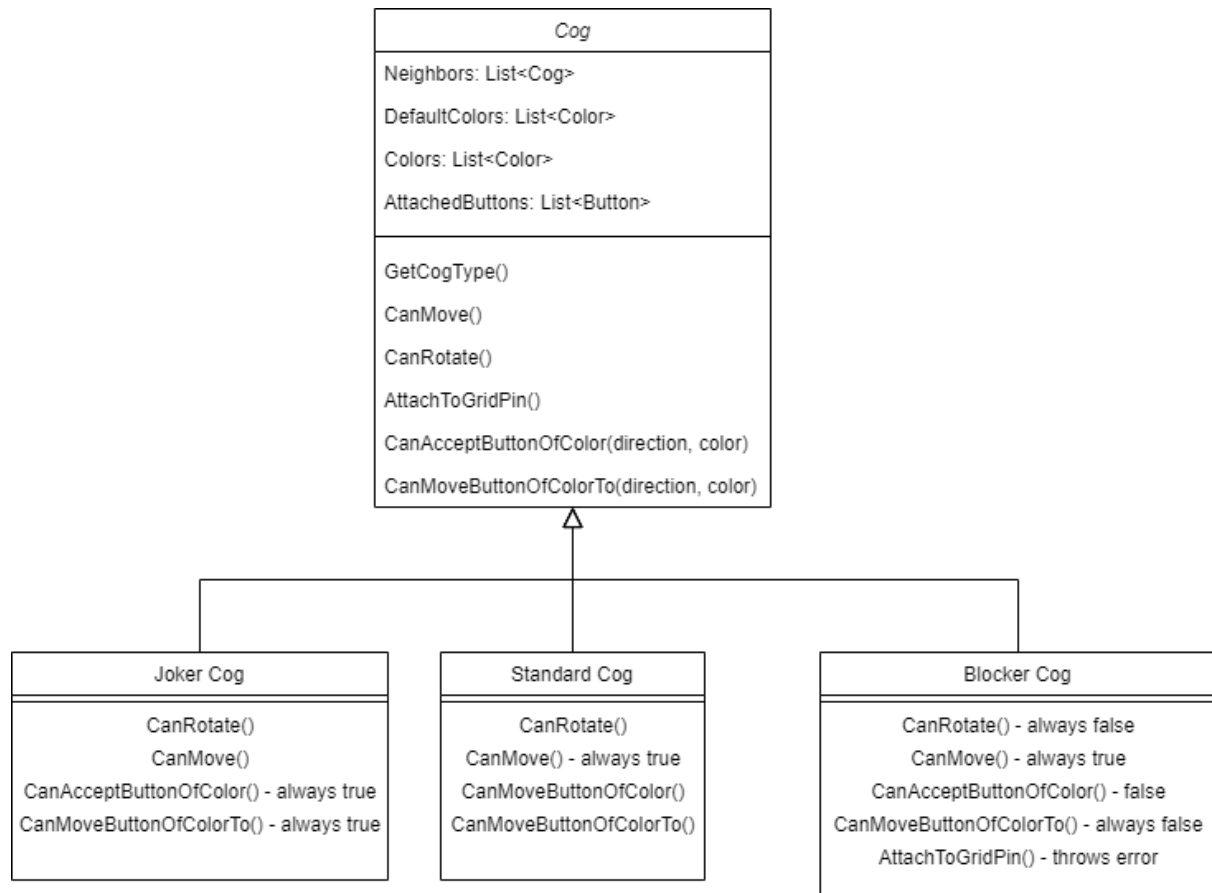 Cog
Neighbors: List<Cog>
DefaultColors: List<Color>
Colors: List<Color>
AttachedButtons: List<Button>
GetCogType()
CanMove()
CanRotate()
AttachToGridPin()
CanAcceptButtonOfColor(direction, color)
CanMoveButtonOfColorTo(direction, color)
Joker Cog
CanRotate()
CanMove()
CanAcceptButtonOfColor() - always true
CanMoveButtonOfColorTo() - always true
Standard Cog
CanRotate()
CanMove() - always true
CanMoveButtonOfColor()
CanMoveButtonOfColorTo()
Blocker Cog
CanRotate() - always false
CanMove() - always true
CanAcceptButtonOfColor() - false
CanMoveButtonOfColorTo() - always false
AttachToGridPin() - throws error